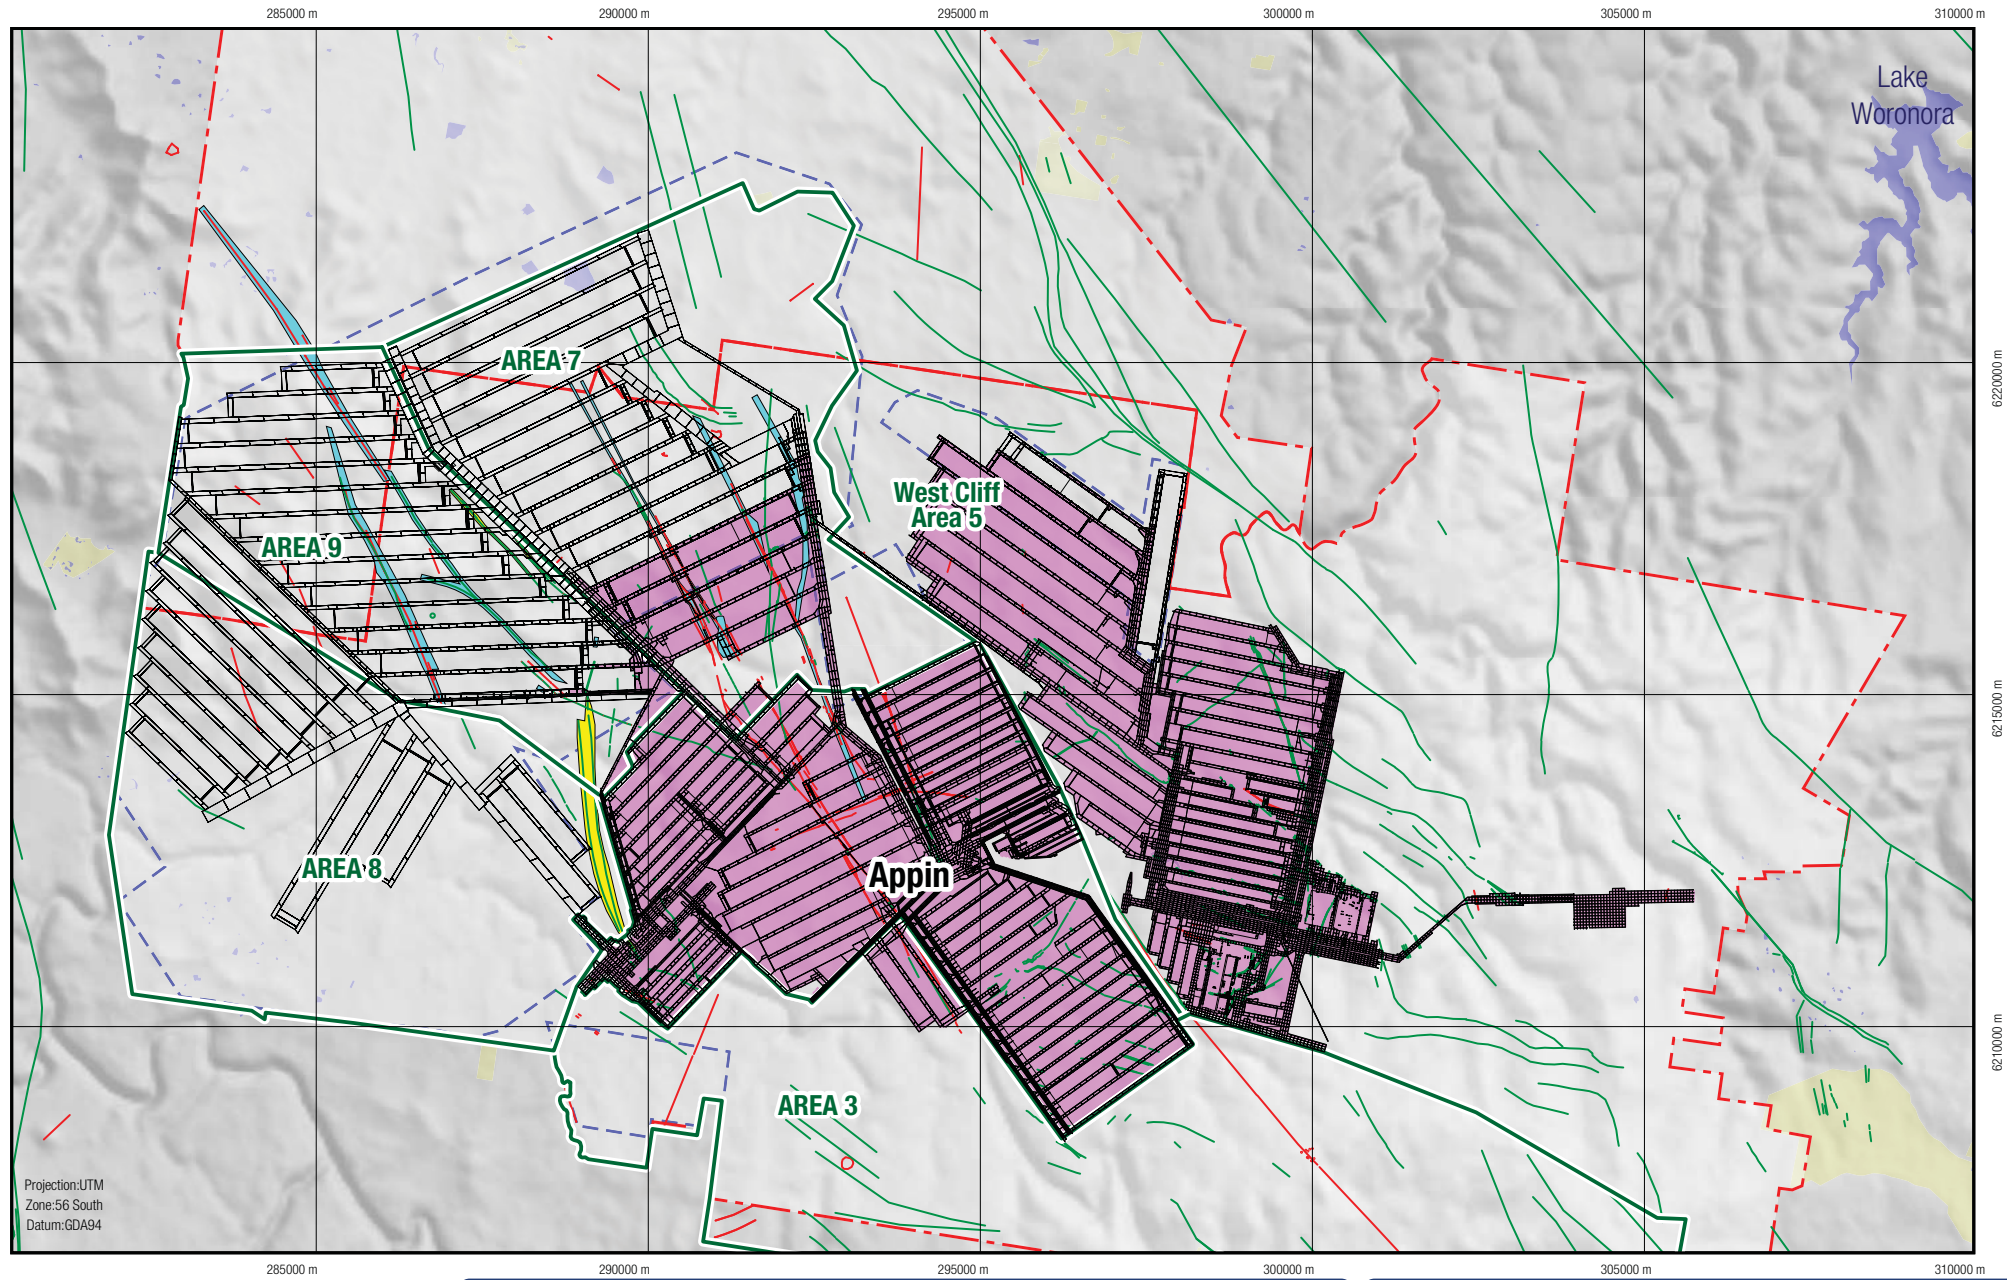 285000 m
290000 m
295000 m
300000 m
305000 m
310000 m
Lake
Woronora
AREA 7
6220000 m
West Cliff
Area 5
AREA 9
6215000 m
AREA 8
Appin
6210000 m
AREA 3
Projection:UTM
Zone:56 South
Datum:GDA94
285000 m
290000 m
295000 m
300000 m
305000 m
310000 m